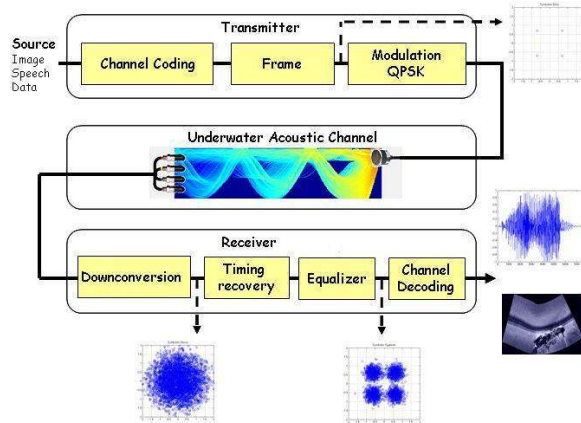 Transmitter
Source
Image
Speech
Data
Channel Coding
Frame
Modulation
QPSK
Underwater Acoustic Channel
Receiver
Downconversion
Timing
recovery
Equalizer
Channel
Decoding